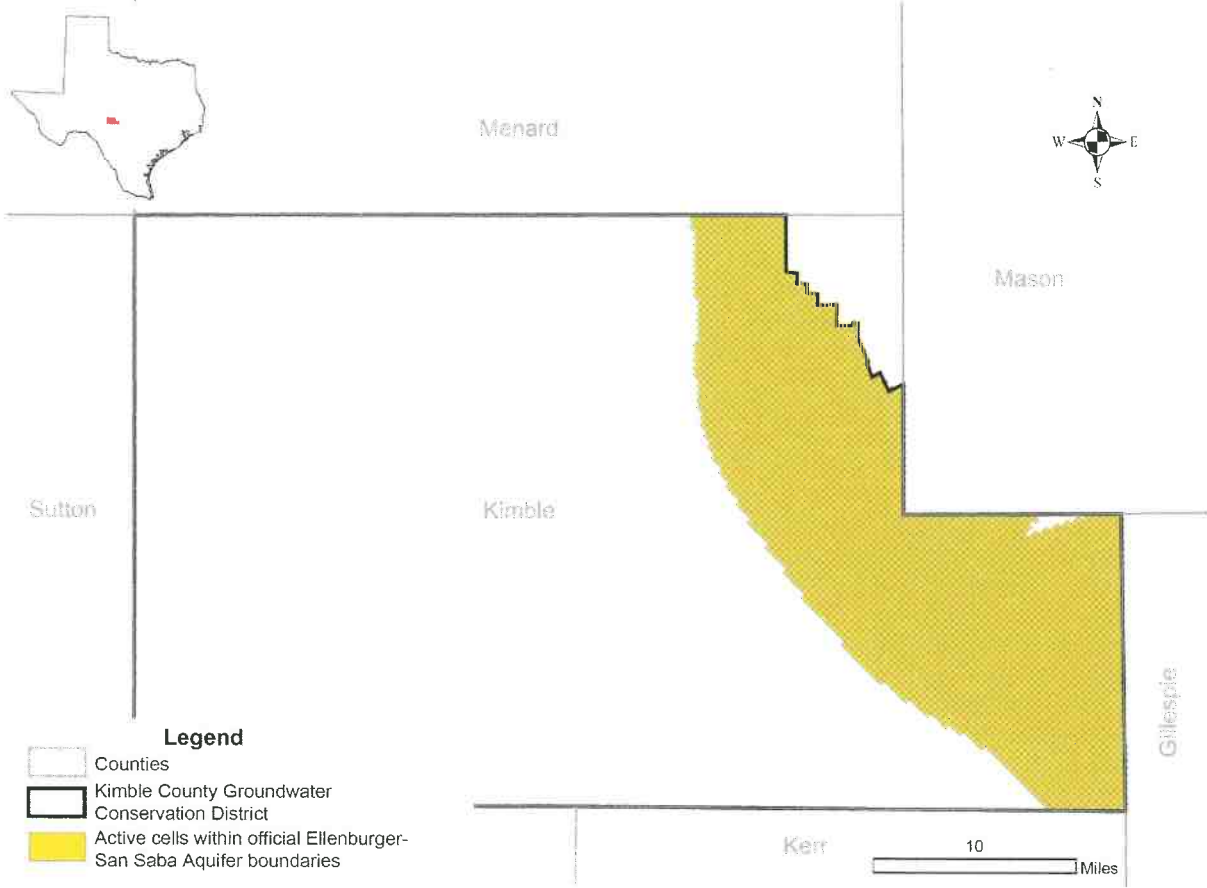 Menard
N
W
E
S
Mason
Sutton
Kimble
Gillespie
Legend
Counties
Kimble County Groundwater
Conservation District
Active cells within official Ellenburger-
San Saba Aquifer boundaries
Kerr
10
Miles